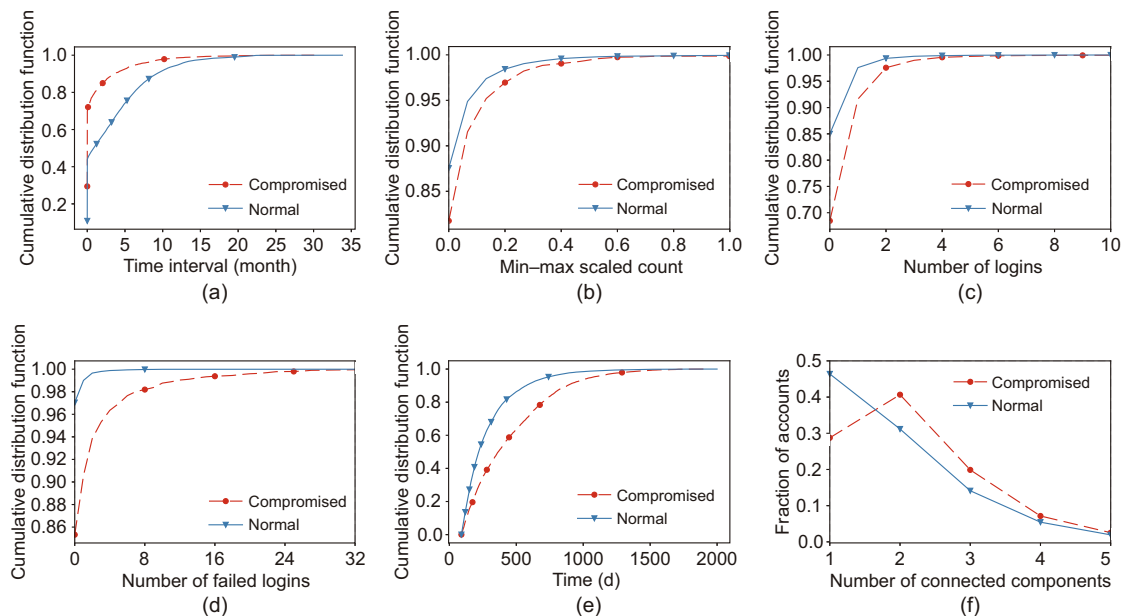 Cumulative distribution function
1.0
0.8
0.6
0.4
0.2
Compromised
Normal
0 5 10 15 20 25 30 35
Time interval (month)
(a)
Cumulative distribution function
1.00
0.95
0.90
0.85
Compromised
Normal
0.0 0.2 0.4 0.6 0.8 1.0
Min–max scaled count
(b)
Cumulative distribution function
1.00
0.95
0.90
0.85
0.80
0.75
0.70
Compromised
Normal
0 2 4 6 8 10
Number of logins
(c)
Cumulative distribution function
1.00
0.98
0.96
0.94
0.92
0.90
0.88
0.86
Compromised
Normal
0 8 16 24 32
Number of failed logins
(d)
Cumulative distribution function
1.0
0.8
0.6
0.4
0.2
0.0
Compromised
Normal
0 500 1000 1500 2000
Time (d)
(e)
Fraction of accounts
0.5
0.4
0.3
0.2
0.1
0.0
Compromised
Normal
1 2 3 4 5
Number of connected components
(f)